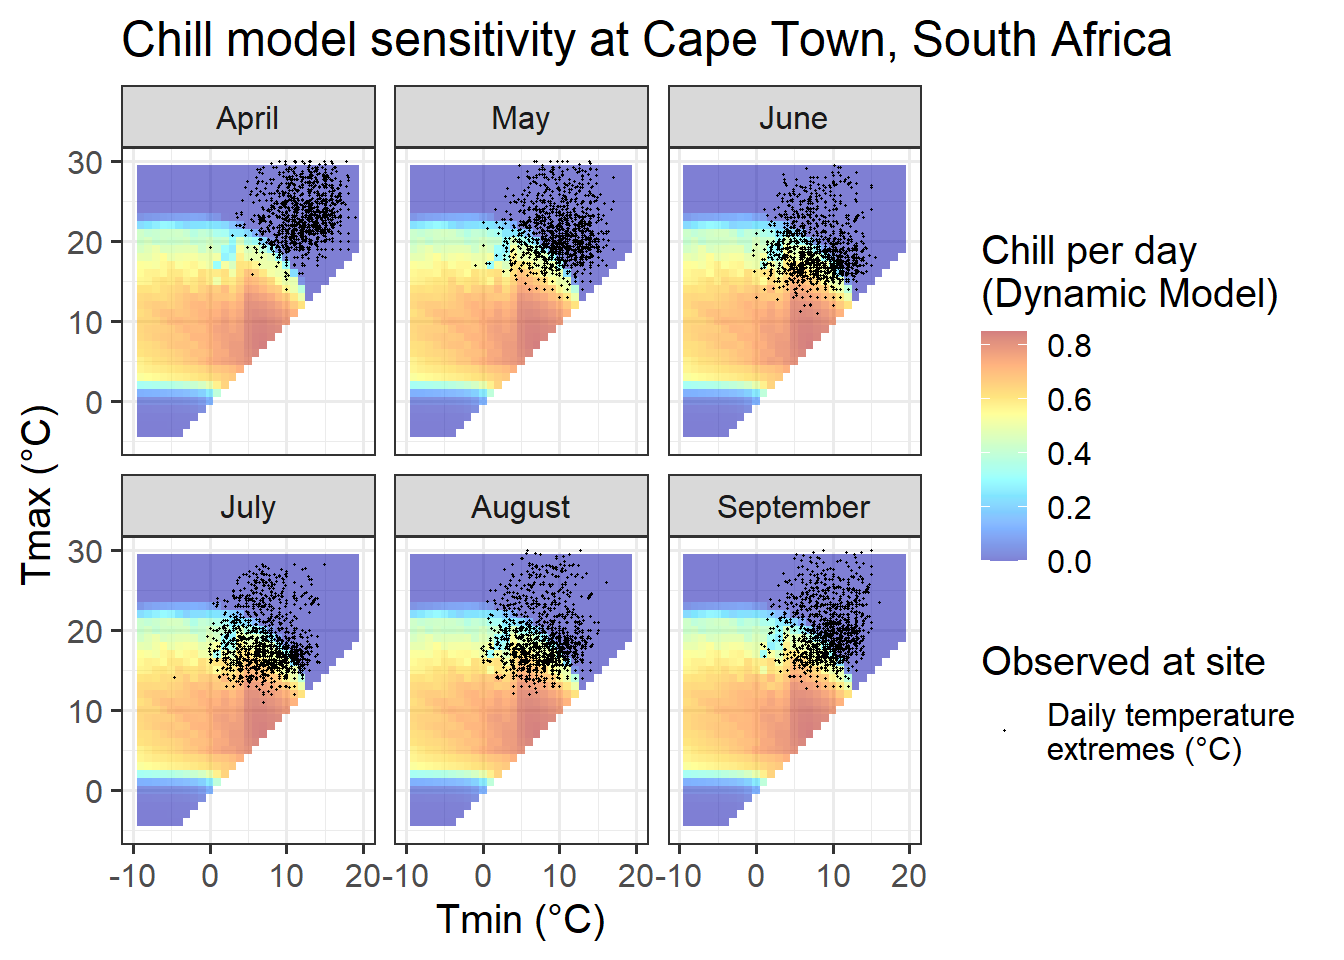 Chill model sensitivity at Cape Town, South Africa
April
May
June
30
20
10
0
July
August
September
30
20
10
0
-10
0
10
20
-10
0
10
20
-10
0
10
20
Tmin (°C)
Tmax (°C)
Chill per day
(Dynamic Model)
0.8
0.6
0.4
0.2
0.0
Observed at site
Daily temperature
extremes (°C)